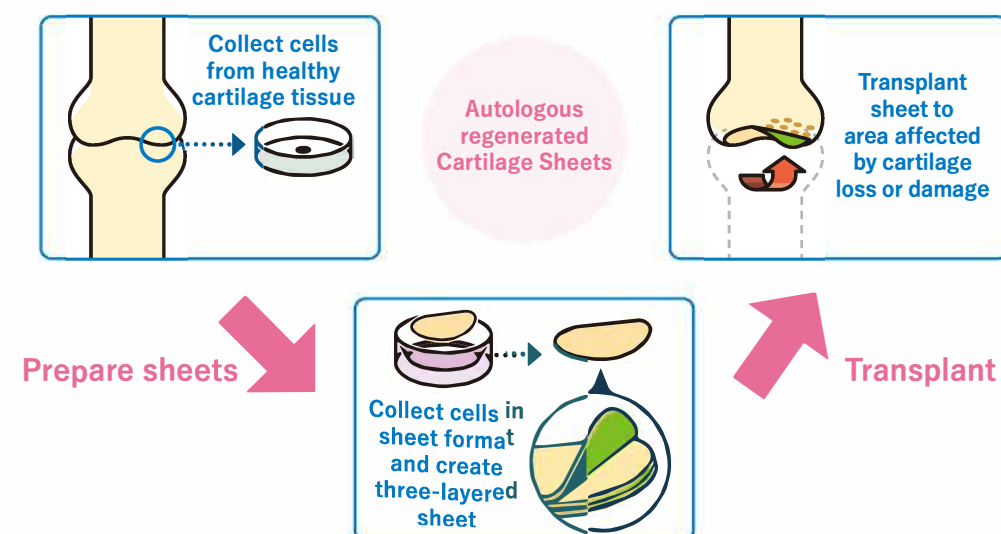 Collect cells
from healthy
cartilage tissue
Autologous
regenerated
Cartilage Sheets
Transplant
sheet to
area affected
by cartilage
loss or damage
Prepare sheets
Collect cells in
sheet format
and create
three-layered
sheet
Transplant